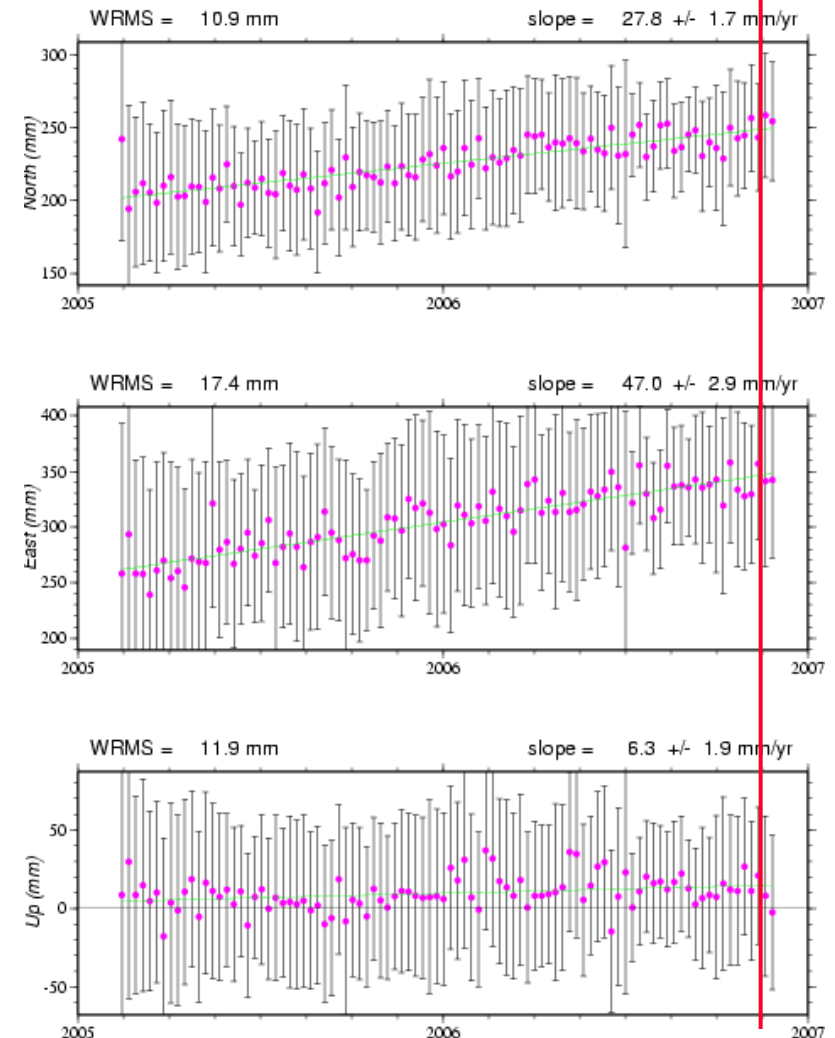 WRMS = 10.9 mm slope = 27.8 +/- 1.7 mm/yr
300
250
200
150
North (mm)
2005 2006 2007
WRMS = 17.4 mm slope = 47.0 +/- 2.9 mm/yr
400
350
300
250
200
East (mm)
2005 2006 2007
WRMS = 11.9 mm slope = 6.3 +/- 1.9 mm/yr
50
0
-50
Up (mm)
2005 2006 2007